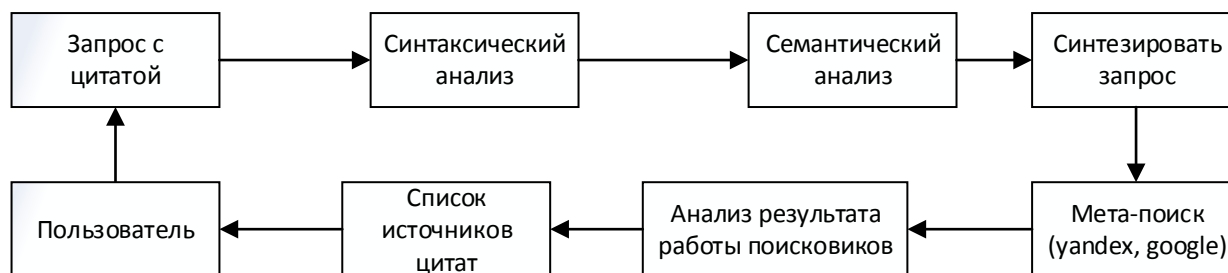 Запрос с
цитатой
Синтаксический
анализ
Семантический
анализ
Синтезировать
запрос
Пользователь
Список
источников
цитат
Анализ результата
работы поисковиков
Мета-поиск
(yandex, google)